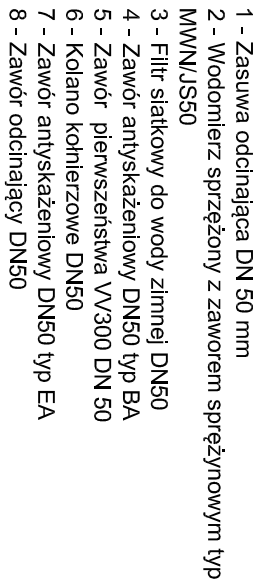 1 - Zasuwa odcinająca DN 50 mm
2 - Wodomierz sprzężony z zaworem sprężynowym typ
MWN/JS50
3 - Filtr siatkowy do wody zimnej DN50
4 - Zawór antyskażeniowy DN50 typ BA
5 - Zawór pierwszeństwa VV300 DN 50
6 - Kolano kołnierzowe DN50
7 - Zawór antyskażeniowy DN50 typ EA
8 - Zawór odcinający DN50